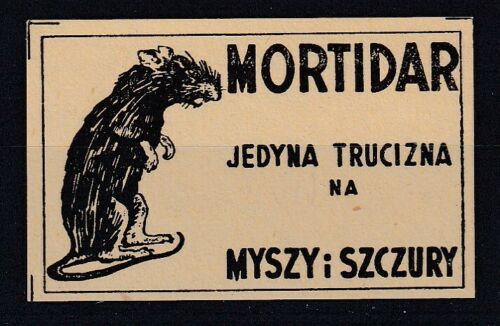 MORTIDAR
JEDYNA TRUCIZNA
NA
MYSZY i SZCZURY